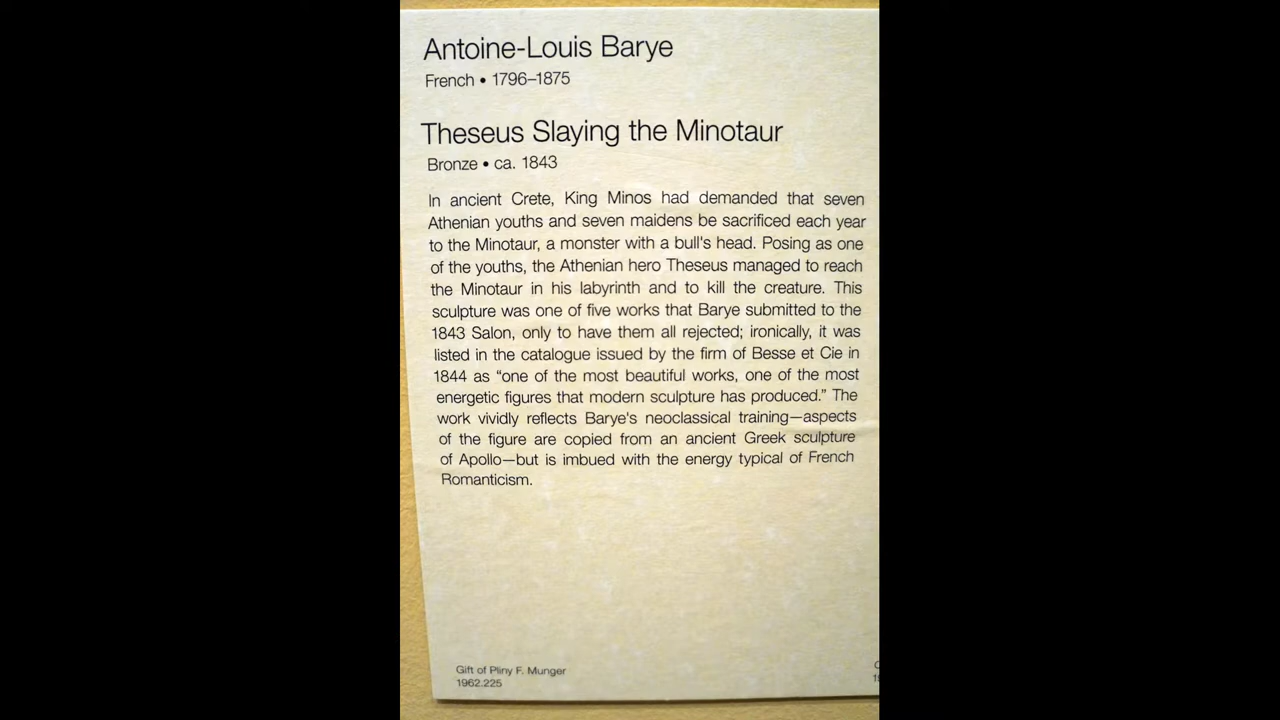 Antoine-Louis Barye
French • 1796–1875
Theseus Slaying the Minotaur
Bronze • ca. 1843
In ancient Crete, King Minos had demanded that seven
Athenian youths and seven maidens be sacrificed each year
to the Minotaur, a monster with a bull's head. Posing as one
of the youths, the Athenian hero Theseus managed to reach
the Minotaur in his labyrinth and to kill the creature. This
sculpture was one of five works that Barye submitted to the
1843 Salon, only to have them all rejected; ironically, it was
listed in the catalogue issued by the firm of Besse et Cie in
1844 as “one of the most beautiful works, one of the most
energetic figures that modern sculpture has produced.” The
work vividly reflects Barye's neoclassical training—aspects
of the figure are copied from an ancient Greek sculpture
of Apollo—but is imbued with the energy typical of French
Romanticism.
Gift of Pliny F. Munger
1962.225